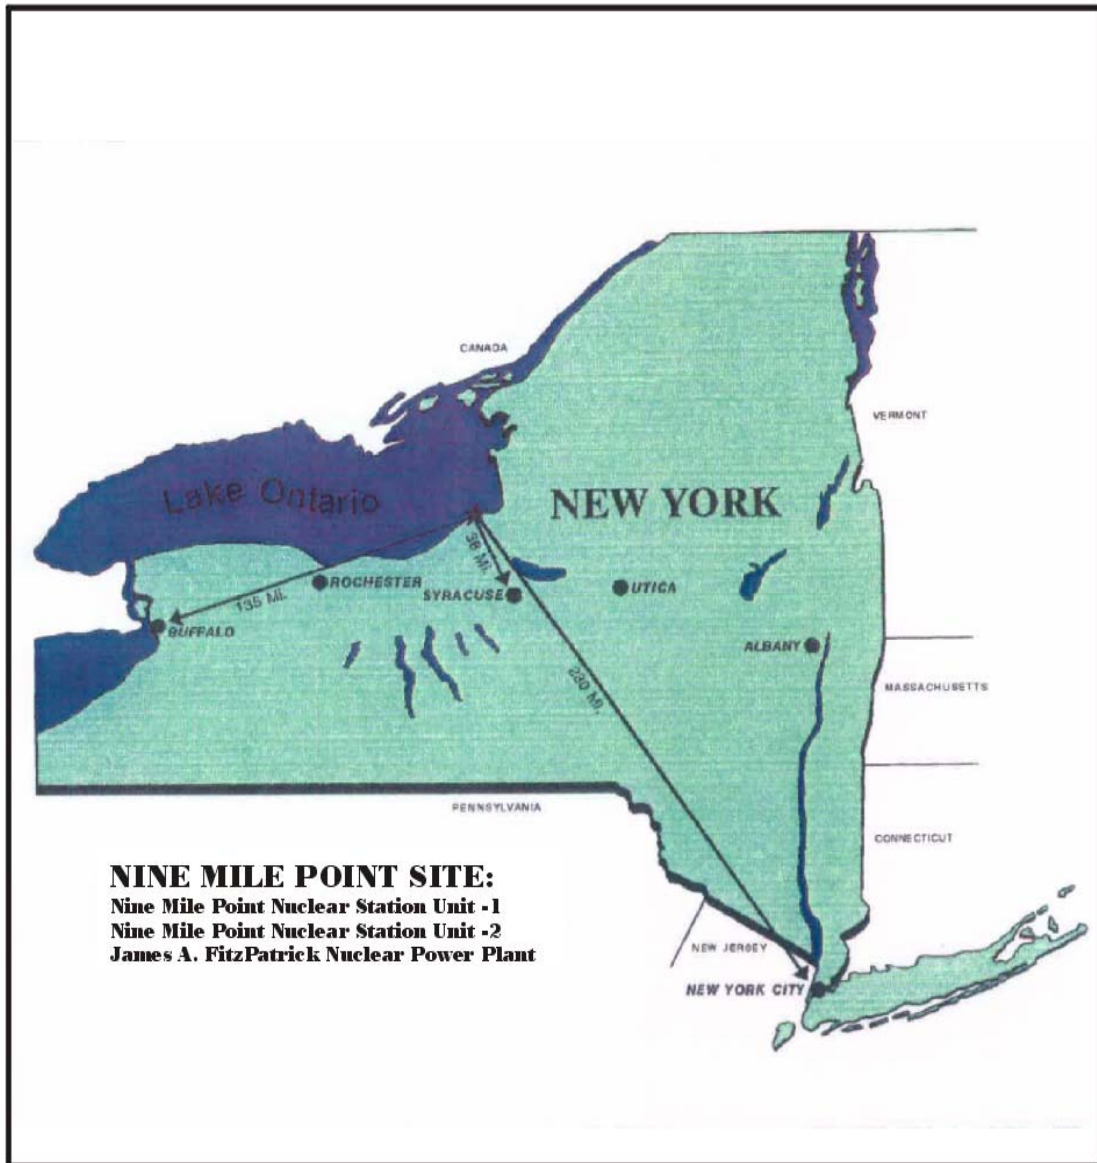 CANADA
VERMONT
Lake Ontario
NEW YORK
36 Mi.
ROCHESTER
SYRACUSE
UTICA
135 Mi.
BUFFALO
ALBANY
230 Mi.
MASSACHUSETTS
PENNSYLVANIA
CONNECTICUT
NINE MILE POINT SITE:
Nine Mile Point Nuclear Station Unit -1
Nine Mile Point Nuclear Station Unit -2
James A. FitzPatrick Nuclear Power Plant
NEW JERSEY
NEW YORK CITY